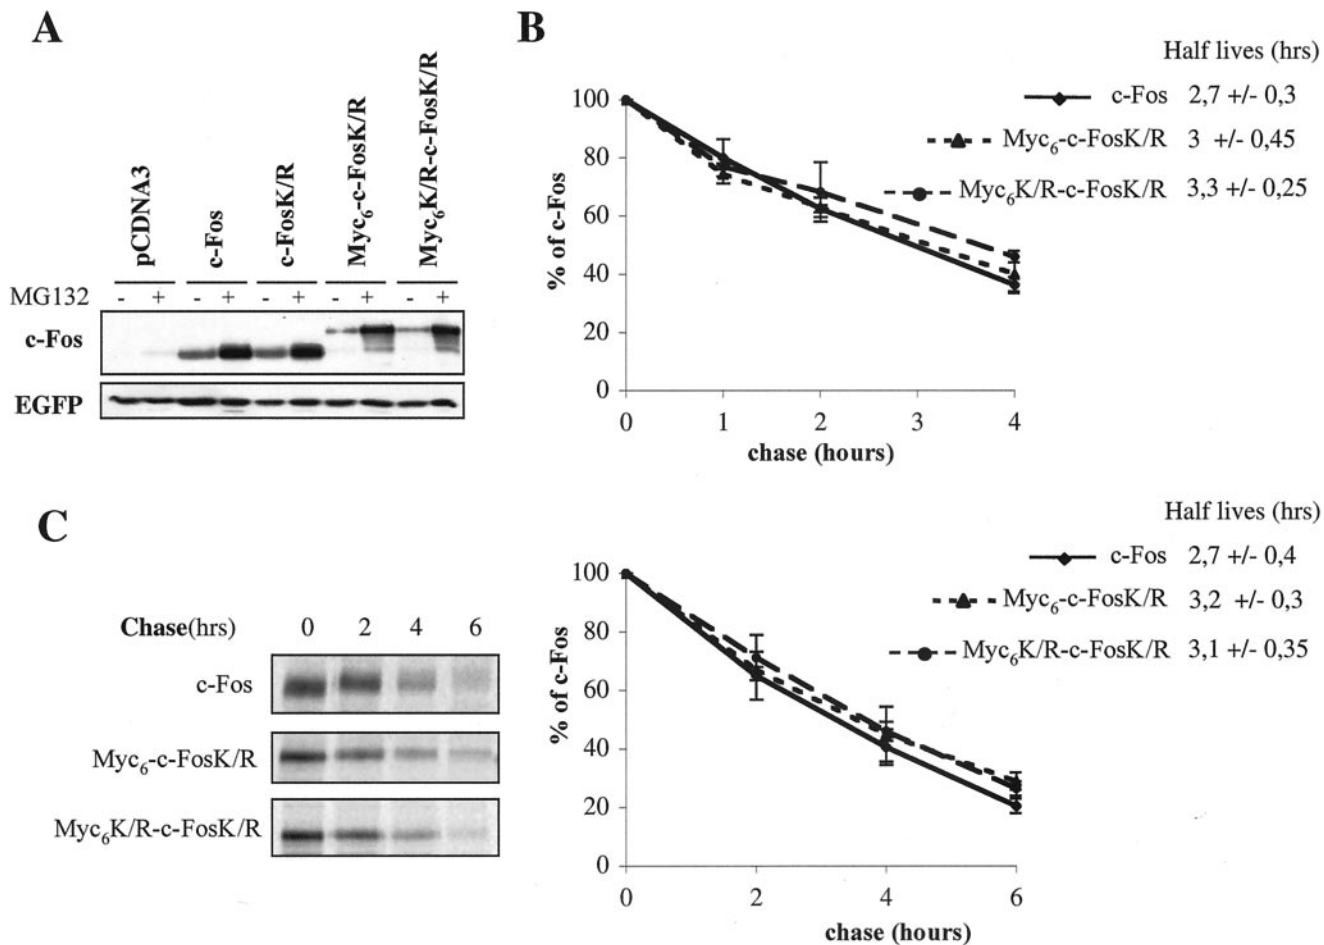 A
pCDNA3
c-Fos
c-FosK/R
Myc6-c-FosK/R
Myc6K/R-c-FosK/R
MG132 - + - + - + - + - +
c-Fos
EGFP
B
Half lives (hrs)
c-Fos 2,7 +/- 0,3
Myc6-c-FosK/R 3 +/- 0,45
Myc6K/R-c-FosK/R 3,3 +/- 0,25
% of c-Fos
100
80
60
40
20
0
0 1 2 3 4
chase (hours)
C
Chase(hrs) 0 2 4 6
c-Fos
Myc6-c-FosK/R
Myc6K/R-c-FosK/R
Half lives (hrs)
c-Fos 2,7 +/- 0,4
Myc6-c-FosK/R 3,2 +/- 0,3
Myc6K/R-c-FosK/R 3,1 +/- 0,35
% of c-Fos
100
80
60
40
20
0
0 2 4 6
chase (hours)